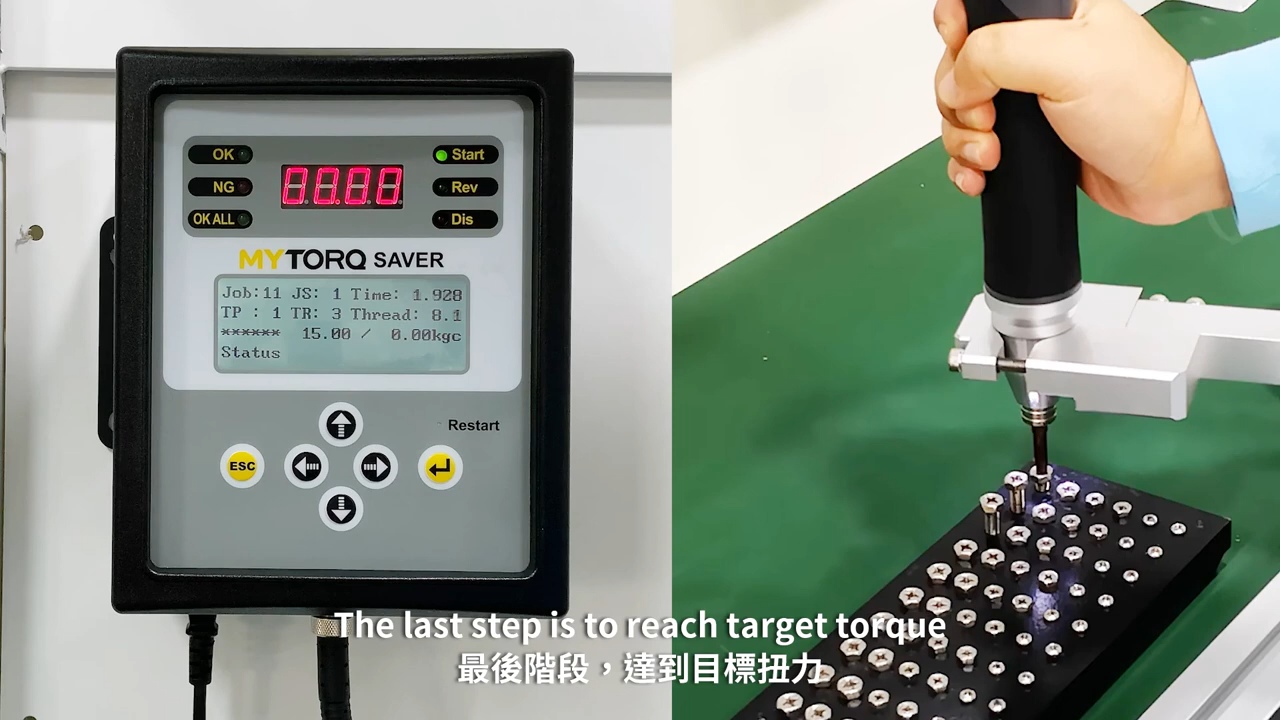 OK
0000
Start
NG
Rev
OK ALL
Dis
MYTORQ SAVER
Job:11 JS: 1 Time: 1.928
TP : 1 TR: 3 Thread: 8.1
****** 15.00 / 0.00kgc
Status
Restart
ESC
The last step is to reach target torque
最後階段，達到目標扭力